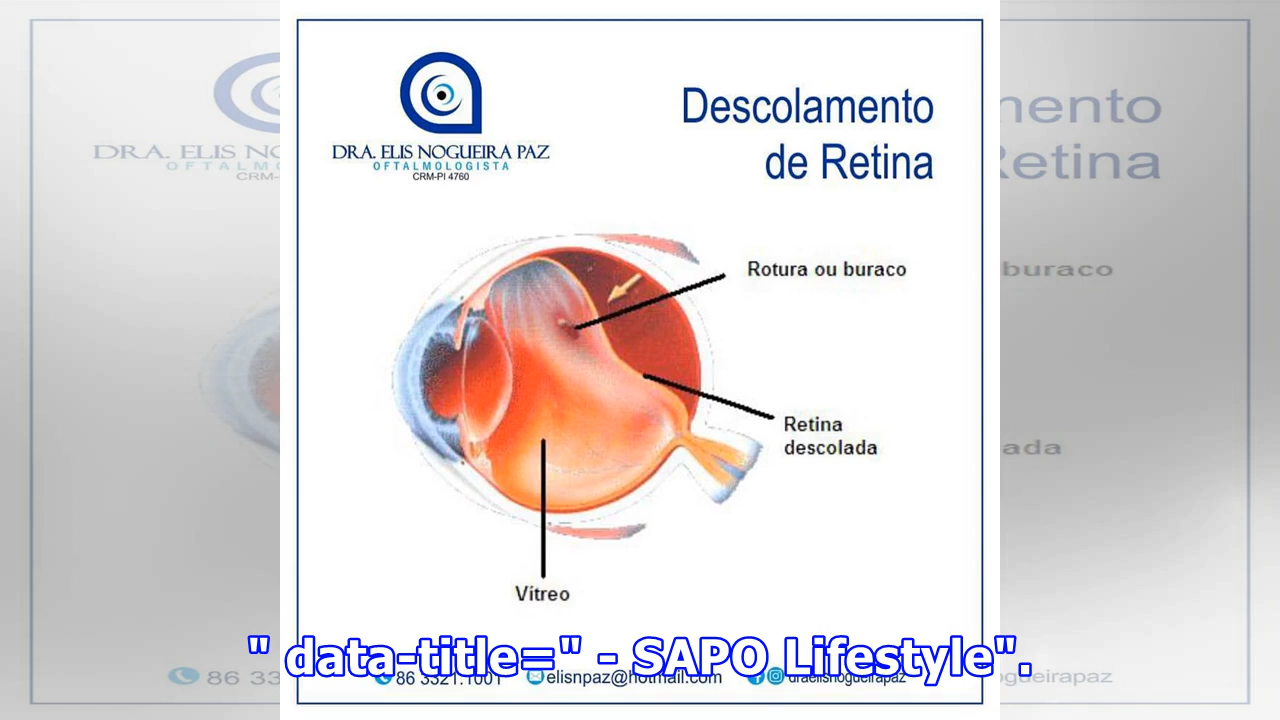 DRA. ELIS NOGUEIRA PAZ
OFTALMOLOGISTA
CRM-PI 4760
Descolamento
de Retina
Rotura ou buraco
Retina
descolada
Vítreo
" data-title=" - SAPO Lifestyle".
86 3321.1001
elisnpaz@hotmail.com
draelisnogueirapaz